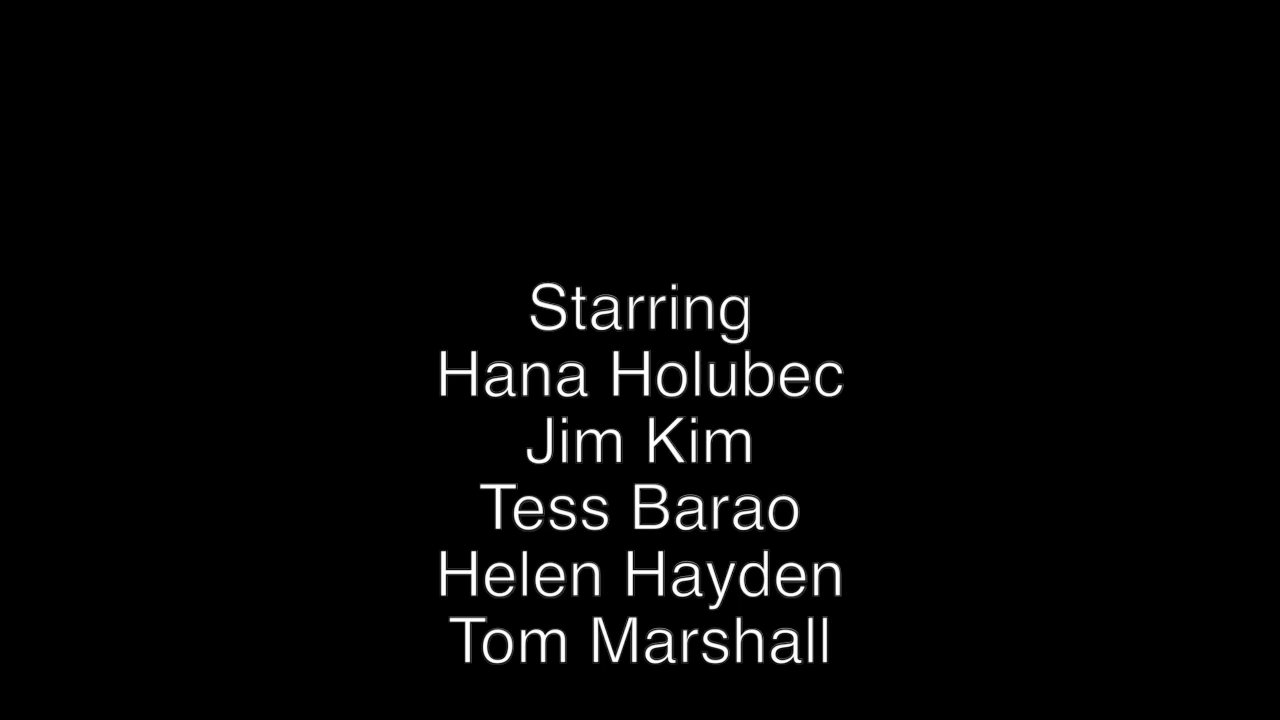 Starring
Hana Holubec
Jim Kim
Tess Barao
Helen Hayden
Tom Marshall